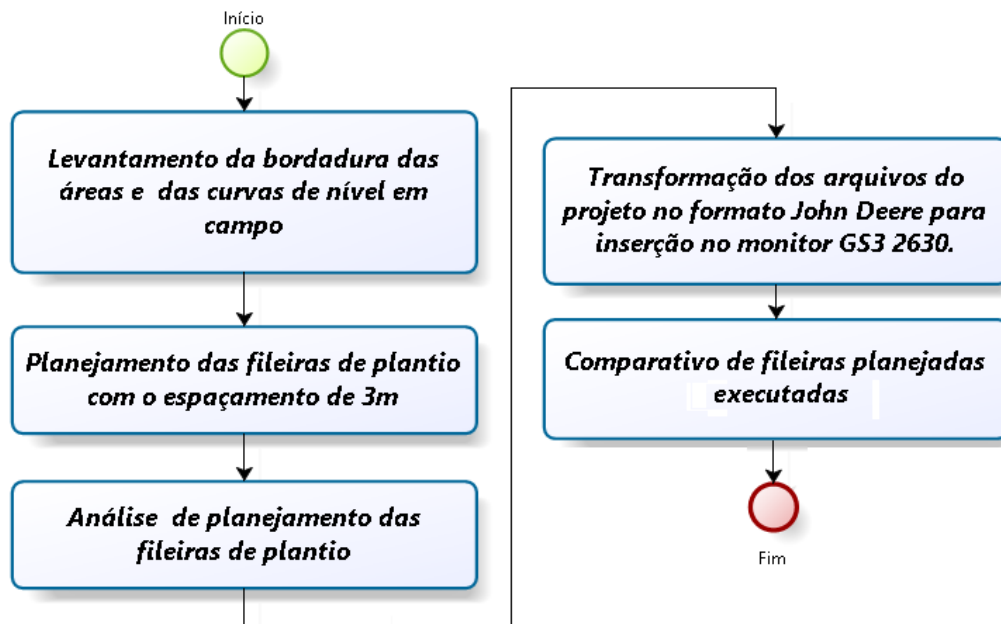 Início
Levantamento da bordadura das
áreas e das curvas de nível em
campo
Planejamento das fileiras de plantio
com o espaçamento de 3m
Análise de planejamento das
fileiras de plantio
Transformação dos arquivos do
projeto no formato John Deere para
inserção no monitor GS3 2630.
Comparativo de fileiras planejadas
executadas
Fim